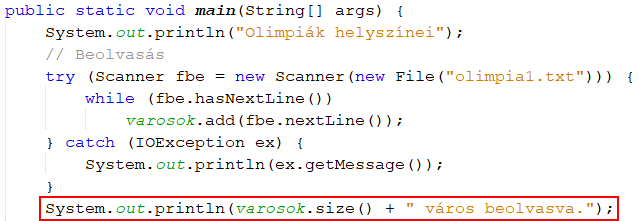 public static void main(String[] args) {
System.out.println("Olimpiák helyszínei");
// Beolvasás
try (Scanner fbe = new Scanner(new File("olimpia1.txt"))) {
while (fbe.hasNextLine())
varosok.add(fbe.nextLine());
} catch (IOException ex) {
System.out.println(ex.getMessage());
}
System.out.println(varosok.size() + " város beolvasva.");